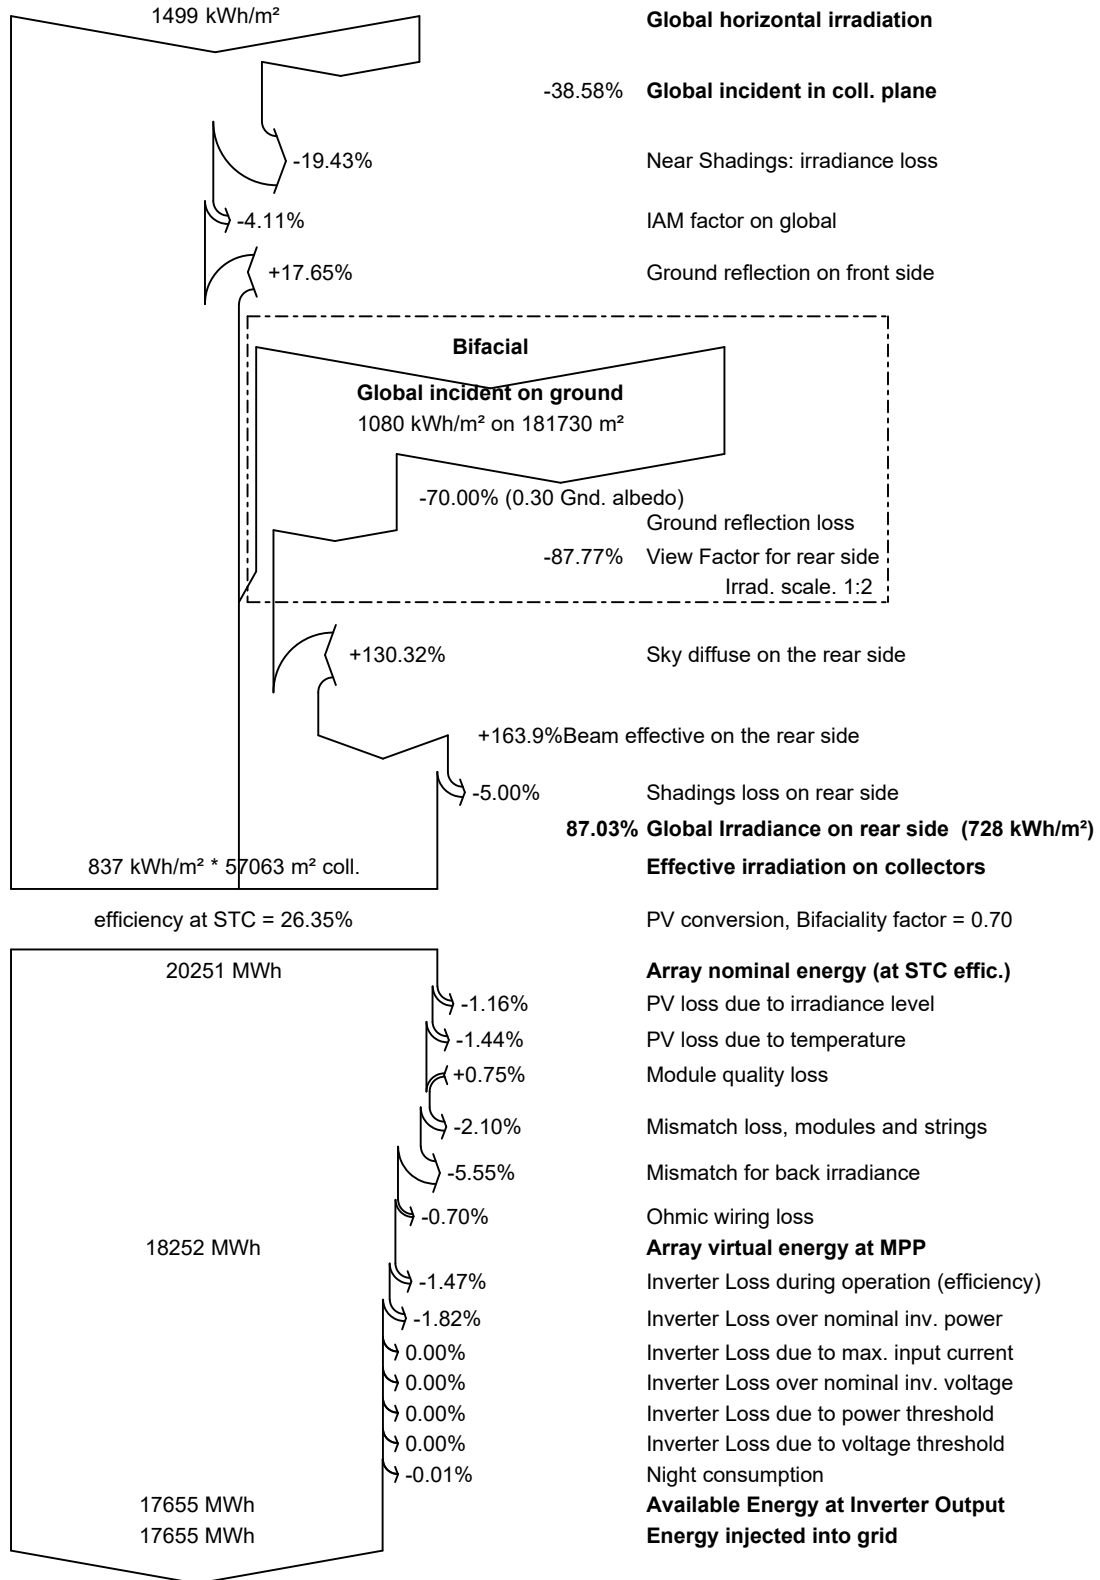 1499 kWh/m² Global horizontal irradiation
-38.58% Global incident in coll. plane
-19.43% Near Shadings: irradiance loss
-4.11% IAM factor on global
+17.65% Ground reflection on front side
Bifacial
Global incident on ground
1080 kWh/m² on 181730 m²
-70.00% (0.30 Gnd. albedo)
Ground reflection loss
-87.77% View Factor for rear side
Irrad. scale. 1:2
+130.32% Sky diffuse on the rear side
+163.9%Beam effective on the rear side
-5.00% Shadings loss on rear side
87.03% Global Irradiance on rear side (728 kWh/m²)
837 kWh/m² * 57063 m² coll. Effective irradiation on collectors
efficiency at STC = 26.35% PV conversion, Bifaciality factor = 0.70
20251 MWh Array nominal energy (at STC effic.)
-1.16% PV loss due to irradiance level
-1.44% PV loss due to temperature
+0.75% Module quality loss
-2.10% Mismatch loss, modules and strings
-5.55% Mismatch for back irradiance
-0.70% Ohmic wiring loss
18252 MWh Array virtual energy at MPP
-1.47% Inverter Loss during operation (efficiency)
-1.82% Inverter Loss over nominal inv. power
0.00% Inverter Loss due to max. input current
0.00% Inverter Loss over nominal inv. voltage
0.00% Inverter Loss due to power threshold
0.00% Inverter Loss due to voltage threshold
-0.01% Night consumption
17655 MWh Available Energy at Inverter Output
17655 MWh Energy injected into grid